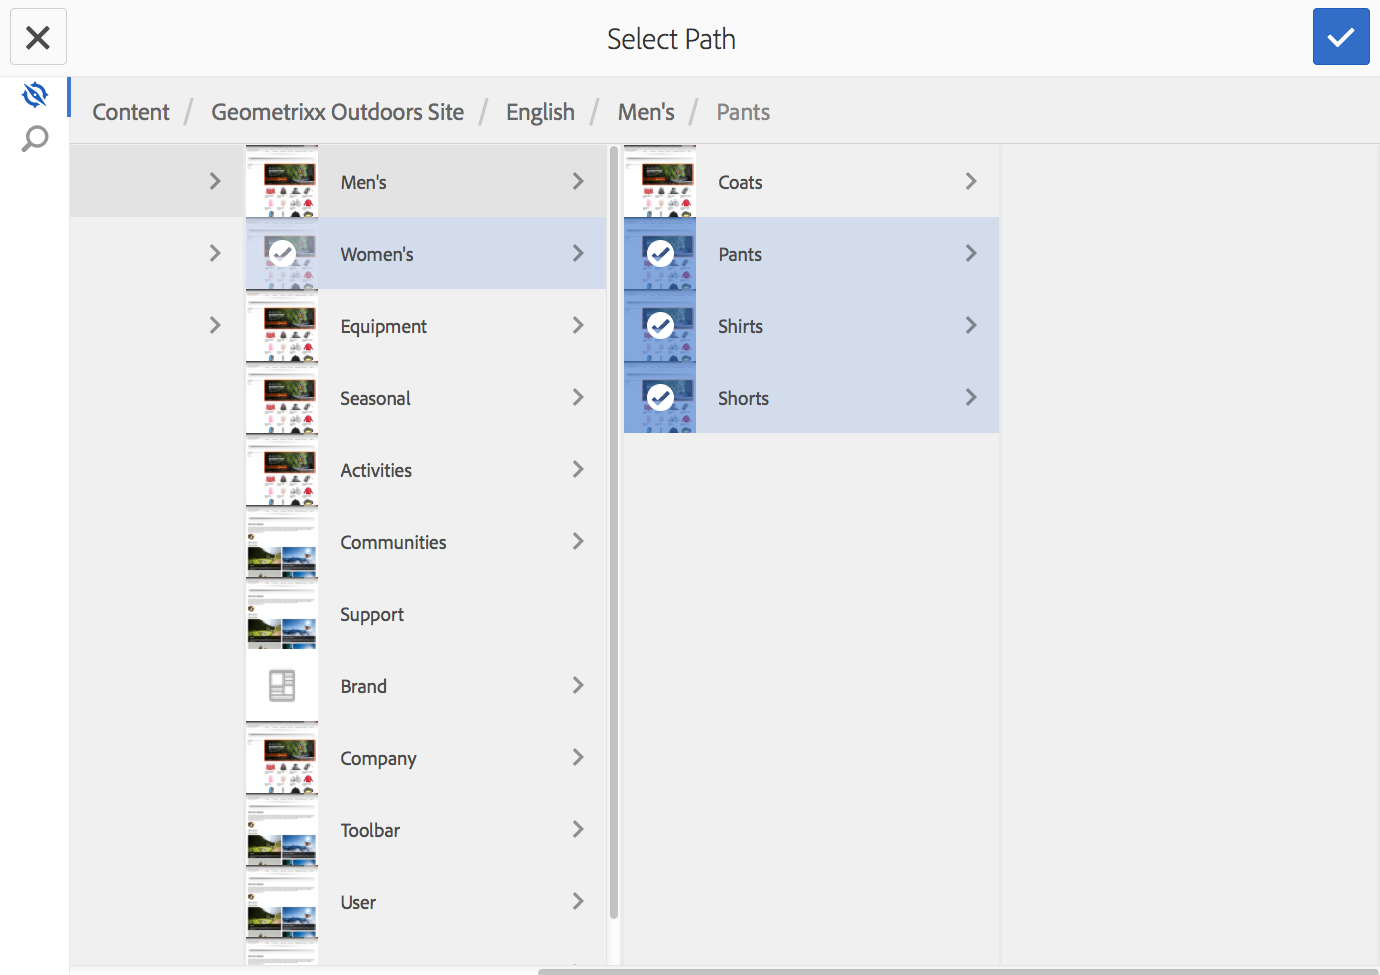 Select Path
Content / Geometrixx Outdoors Site / English / Men's / Pants
Men's
Women's
Equipment
Seasonal
Activities
Communities
Support
Brand
Company
Toolbar
User
Coats
Pants
Shirts
Shorts